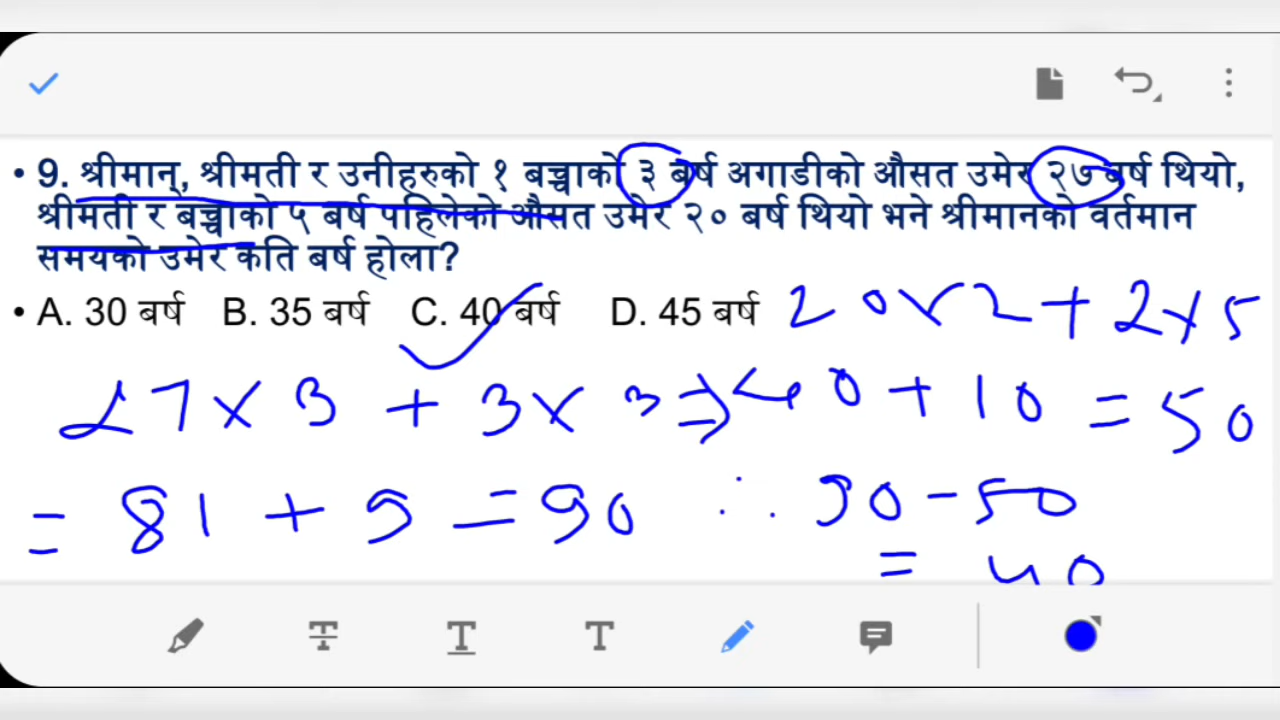 • 9. श्रीमान्, श्रीमती र उनीहरुको १ बच्चाको ३ बर्ष अगाडीको औसत उमेर २७ बर्ष थियो,
श्रीमती र बच्चाको ५ बर्ष पहिलेको औसत उमेर २० बर्ष थियो भने श्रीमानको वर्तमान
समयको उमेर कति बर्ष होला?
• A. 30 बर्ष B. 35 बर्ष C. 40 बर्ष D. 45 बर्ष 20×2+2×5
27×3+3×3⇒40+10=50
=81+9=90 ∴ 90-50
= 40
T T T